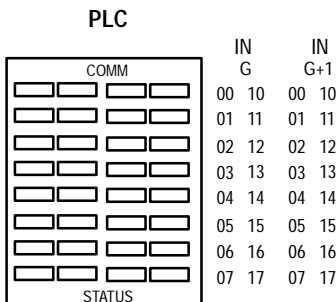 PLC
IN IN
COMM G G+1
00 10 00 10
01 11 01 11
02 12 02 12
03 13 03 13
04 14 04 14
05 15 05 15
06 16 06 16
07 17 07 17
STATUS